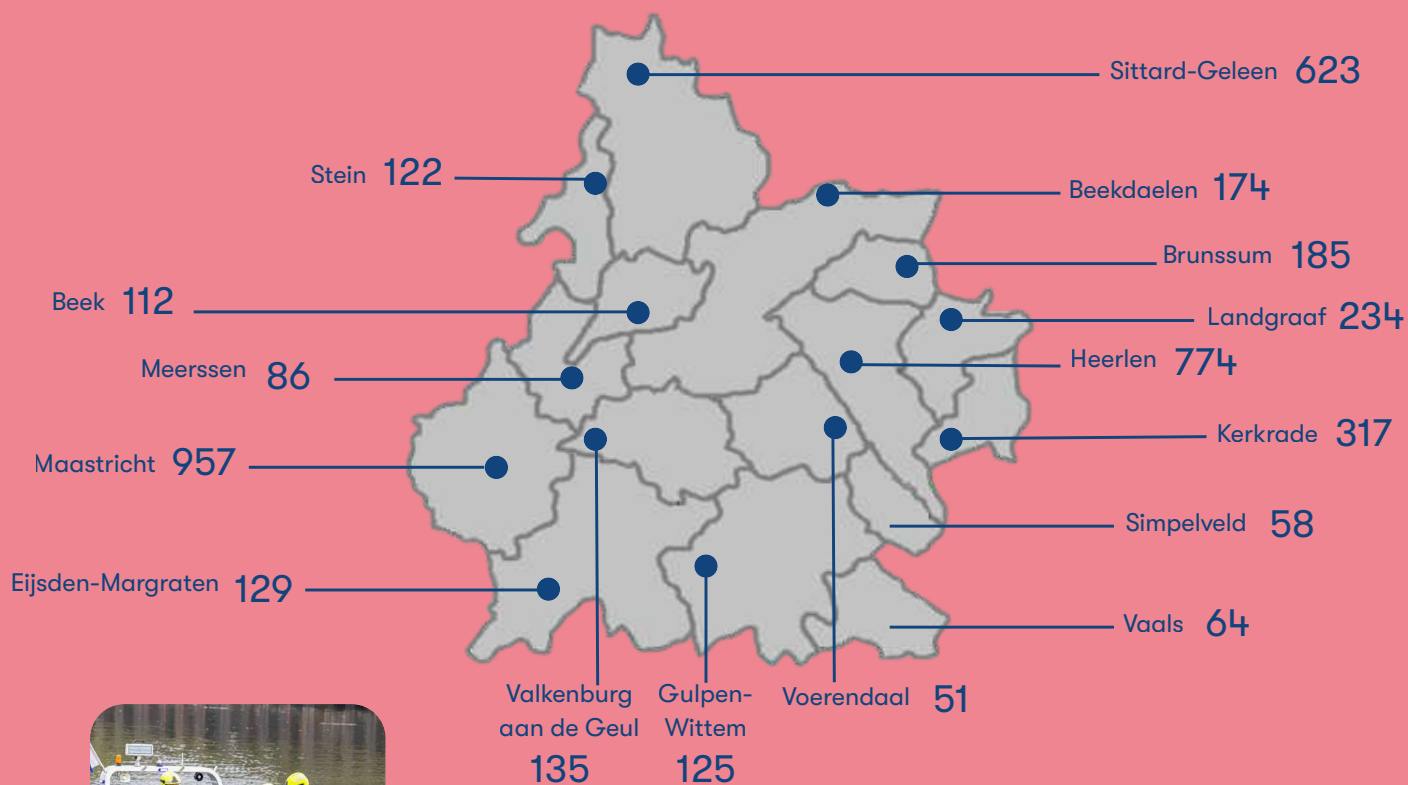 Sittard-Geleen 623
Stein 122
Beekdaelen 174
Brunssum 185
Beek 112
Landgraaf 234
Heerlen 774
Meerssen 86
Kerkrade 317
Maastricht 957
Simpelveld 58
Eijsden-Margraten 129
Vaals 64
Valkenburg
aan de Geul
135
Gulpen-
Wittem
125
Voerendaal 51